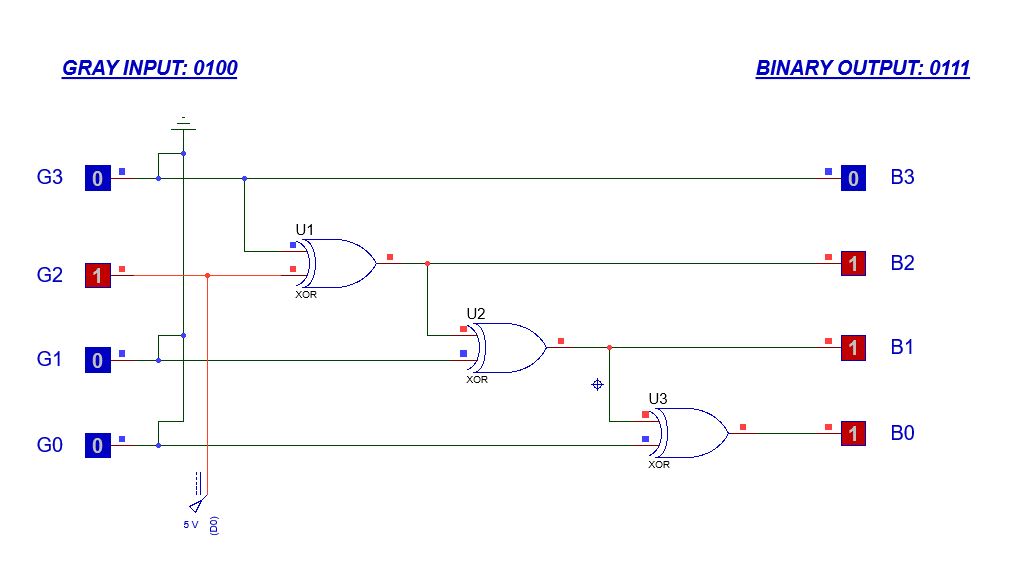 GRAY INPUT: 0100
BINARY OUTPUT: 0111
G3
0
0
B3
U1
XOR
G2
1
1
B2
U2
XOR
G1
0
1
B1
U3
XOR
G0
0
1
B0
5 V
(D0)